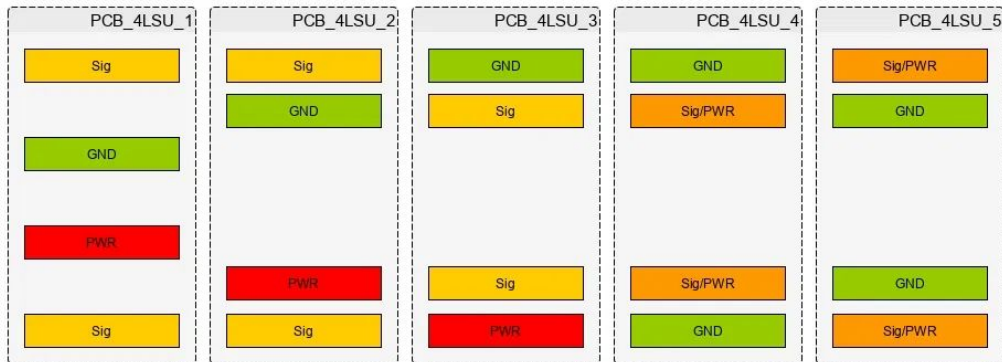 PCB_4LSU_1
Sig
GND
PWR
Sig
PCB_4LSU_2
Sig
GND
PWR
Sig
PCB_4LSU_3
GND
Sig
Sig
PWR
PCB_4LSU_4
GND
Sig/PWR
Sig/PWR
GND
PCB_4LSU_5
Sig/PWR
GND
GND
Sig/PWR